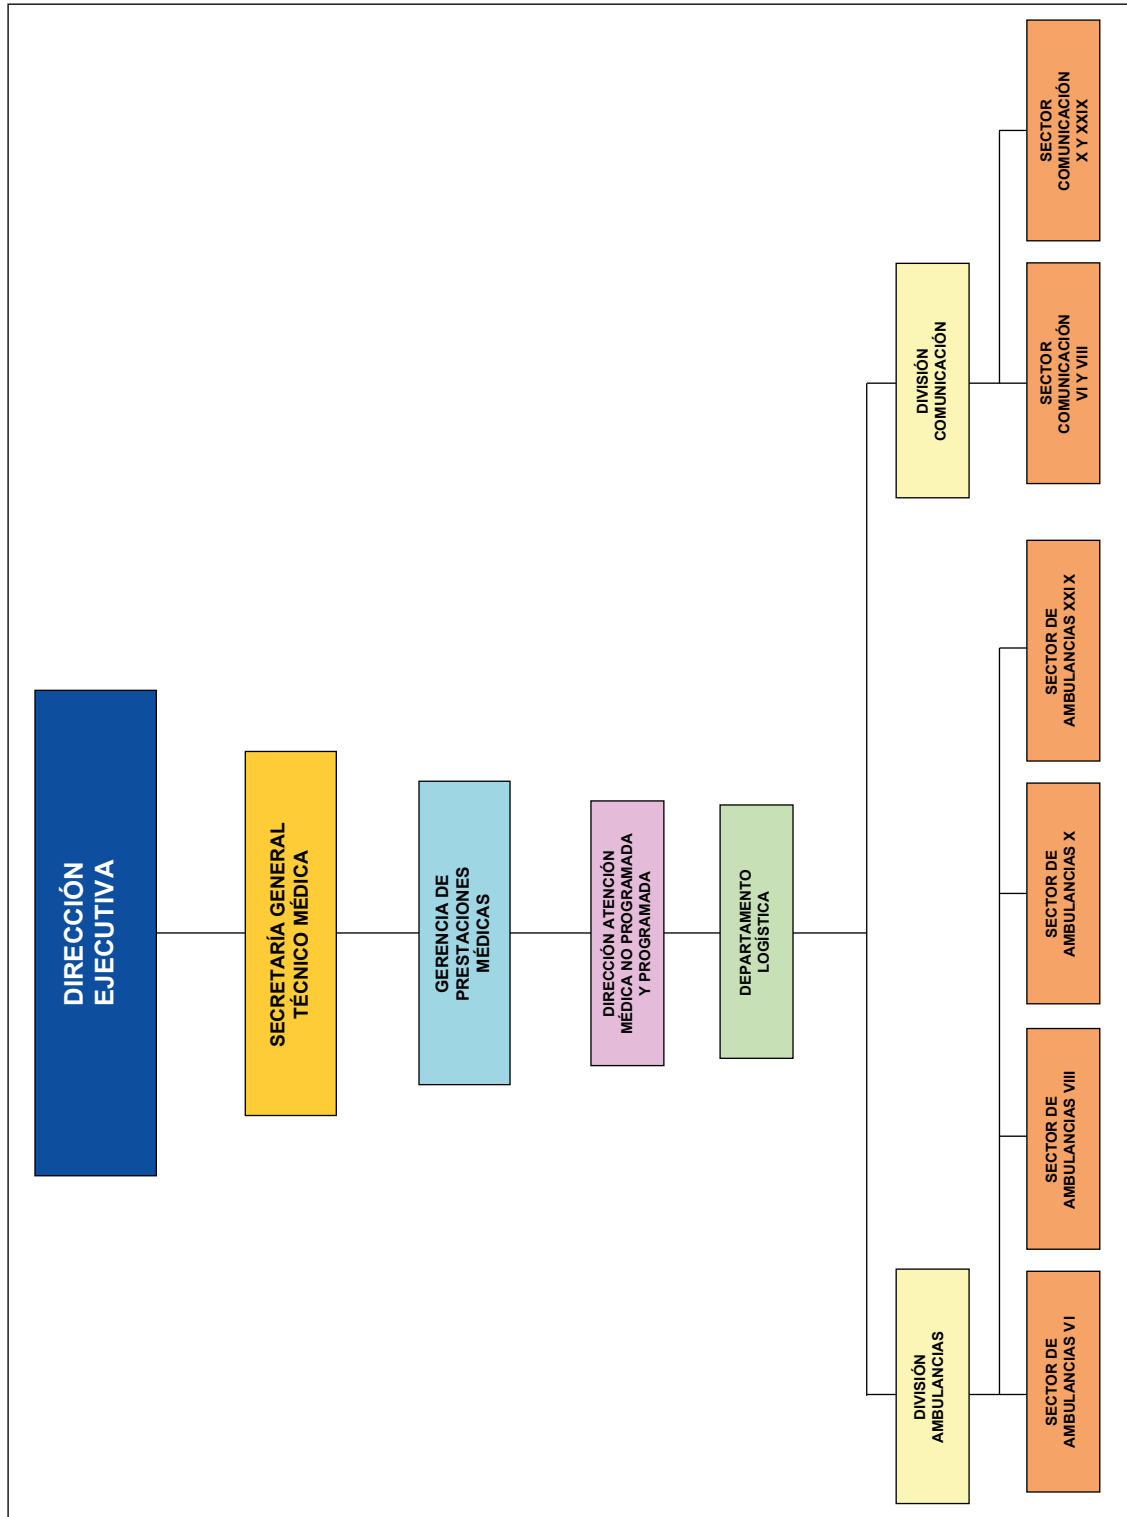 DIRECCIÓN
EJECUTIVA
SECRETARÍA GENERAL
TÉCNICO MÉDICA
GERENCIA DE
PRESTACIONES
MÉDICAS
DIRECCIÓN ATENCIÓN
MÉDICA NO PROGRAMADA
Y PROGRAMADA
DEPARTAMENTO
LOGÍSTICA
DIVISIÓN
AMBULANCIAS
DIVISIÓN
COMUNICACIÓN
SECTOR DE
AMBULANCIAS VI
SECTOR DE
AMBULANCIAS VIII
SECTOR DE
AMBULANCIAS X
SECTOR DE
AMBULANCIAS XXIX
SECTOR
COMUNICACIÓN
VI Y VIII
SECTOR
COMUNICACIÓN
X Y XXIX